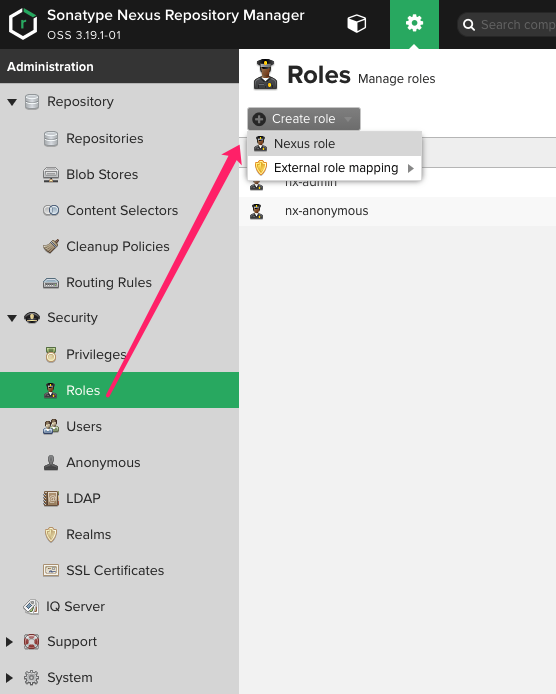 Sonatype Nexus Repository Manager
OSS 3.19.1-01
Search comp
Administration
Roles Manage roles
Repository
Create role
Repositories
Nexus role
External role mapping
Blob Stores
nx-admin
Content Selectors
nx-anonymous
Cleanup Policies
Routing Rules
Security
Privileges
Roles
Users
Anonymous
LDAP
Realms
SSL Certificates
IQ Server
Support
System